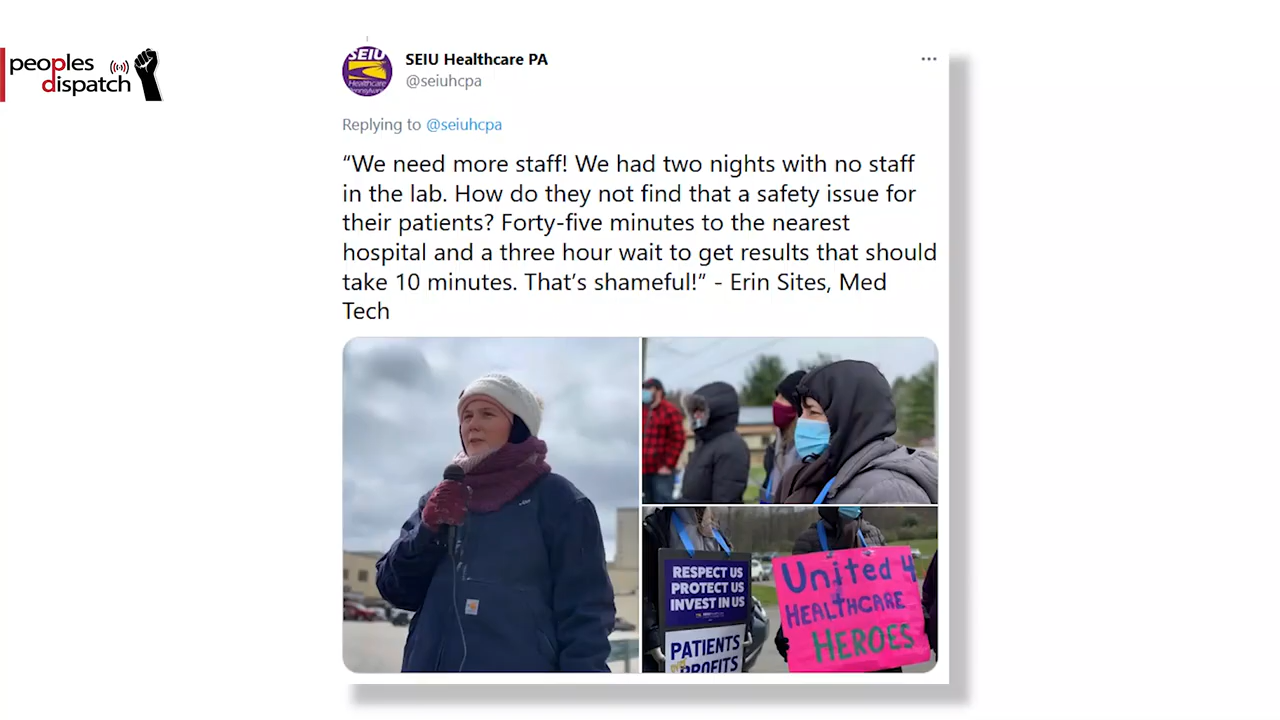 peoples
dispatch
SEIU
Healthcare
Pennsylvania
SEIU Healthcare PA
@seiuhcpa
Replying to @seiuhcpa
“We need more staff! We had two nights with no staff
in the lab. How do they not find that a safety issue for
their patients? Forty-five minutes to the nearest
hospital and a three hour wait to get results that should
take 10 minutes. That’s shameful!” - Erin Sites, Med
Tech
RESPECT US
PROTECT US
INVEST IN US
PATIENTS
PROFITS
United 4
HEALTHCARE
HEROES